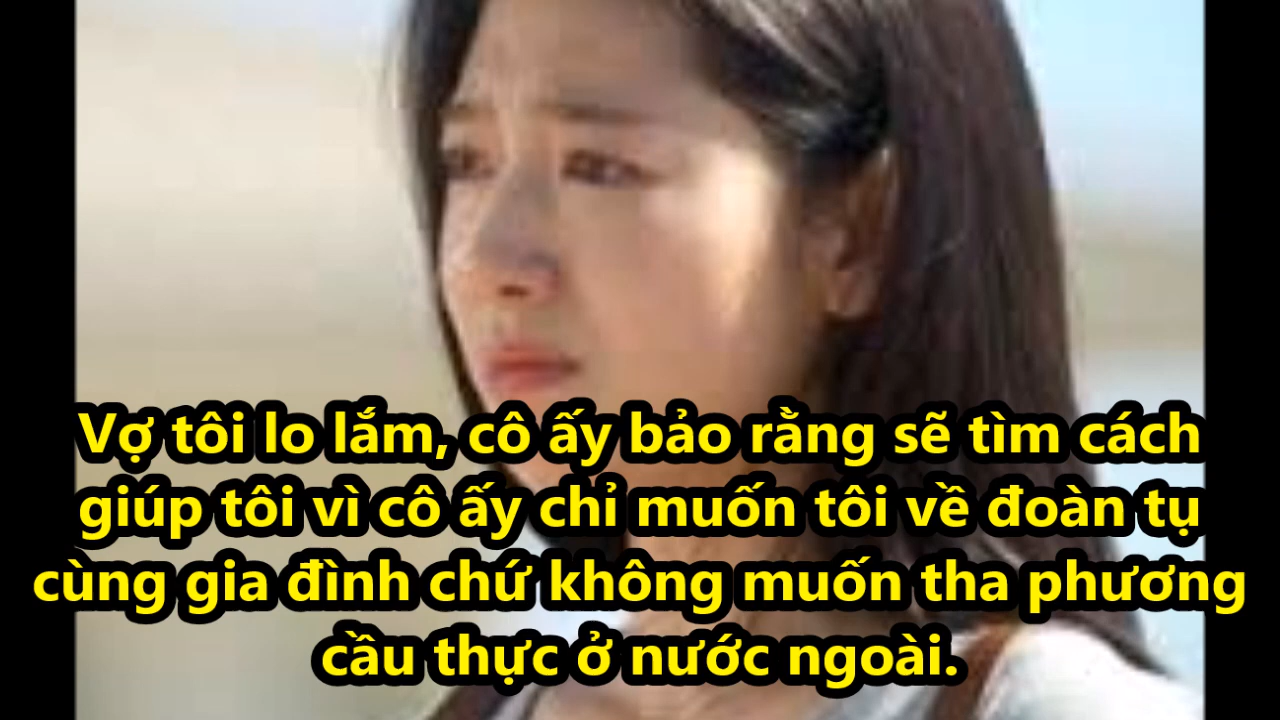 Vợ tôi lo lắm, cô ấy bảo rằng sẽ tìm cách
giúp tôi vì cô ấy chỉ muốn tôi về đoàn tụ
cùng gia đình chứ không muốn tha phương
cầu thực ở nước ngoài.